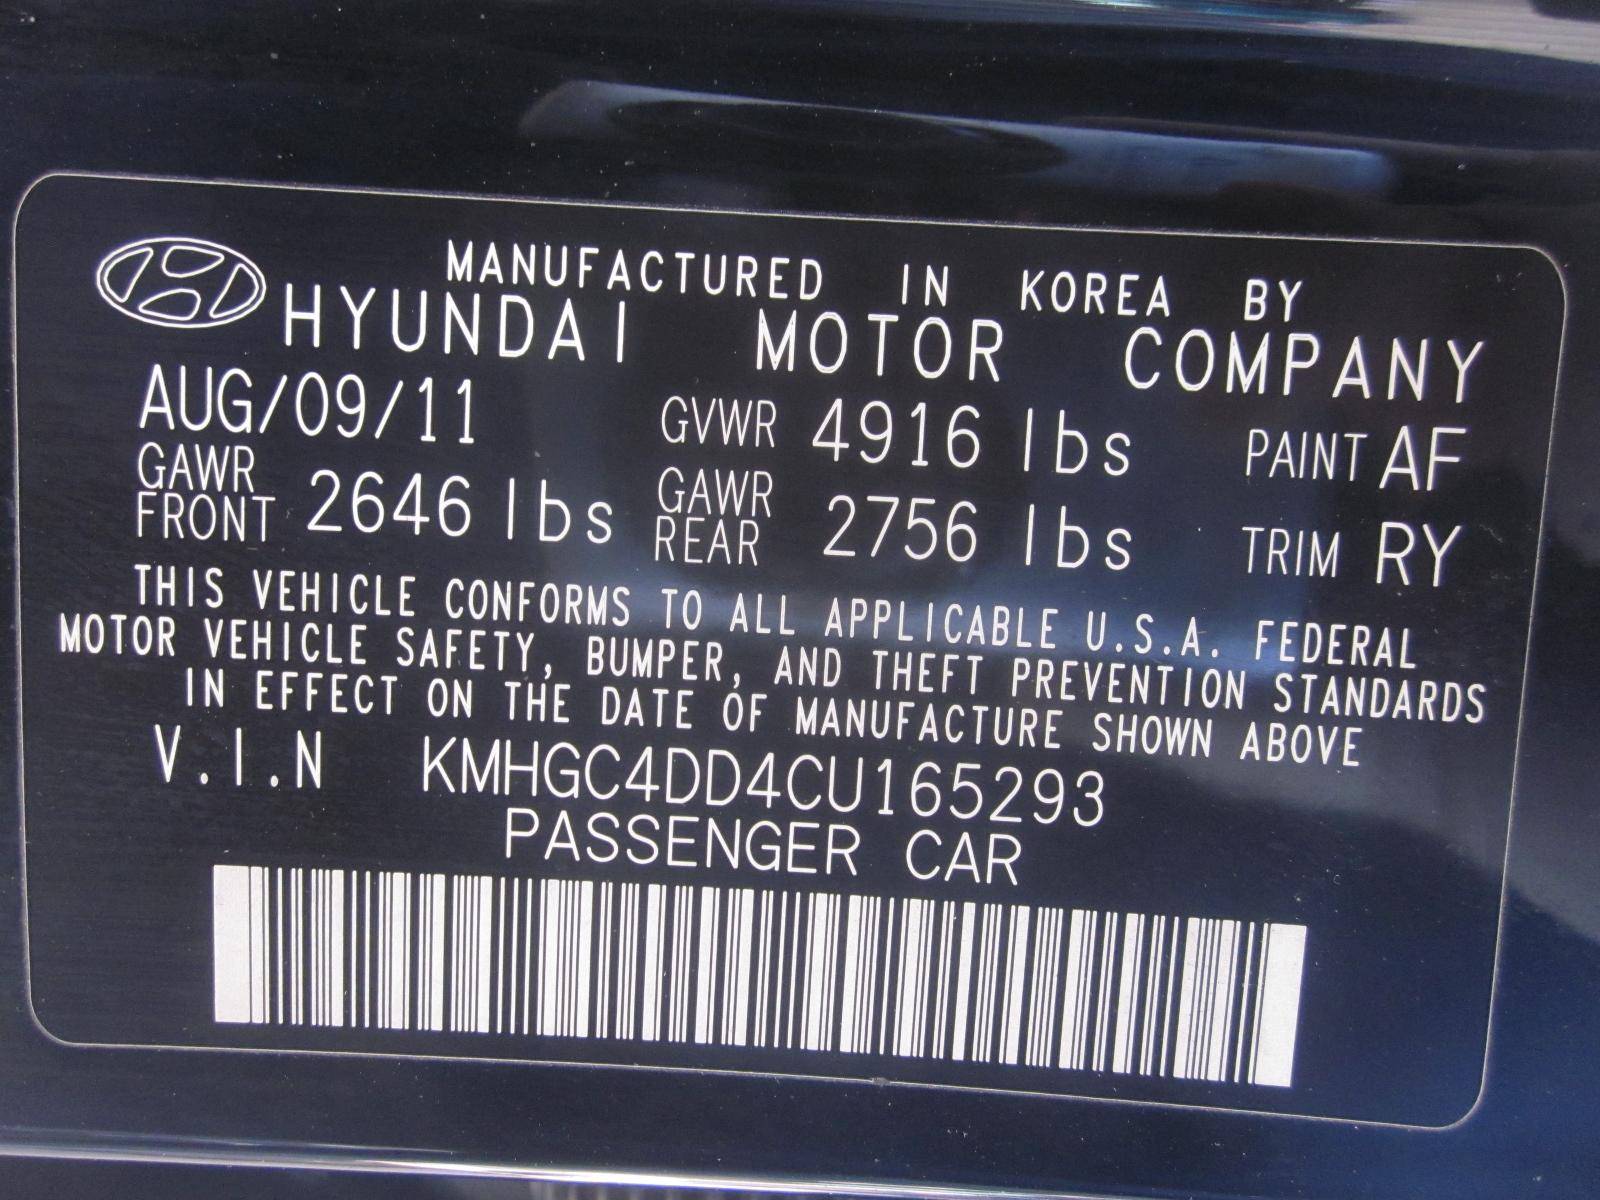 MANUFACTURED IN KOREA BY
HYUNDAI MOTOR COMPANY
AUG/09/11 GVWR 4916 lbs PAINT AF
GAWR FRONT 2646 lbs GAWR REAR 2756 lbs TRIM RY
THIS VEHICLE CONFORMS TO ALL APPLICABLE U.S.A. FEDERAL
MOTOR VEHICLE SAFETY, BUMPER, AND THEFT PREVENTION STANDARDS
IN EFFECT ON THE DATE OF MANUFACTURE SHOWN ABOVE
V.I.N KMHGC4DD4CU165293
PASSENGER CAR